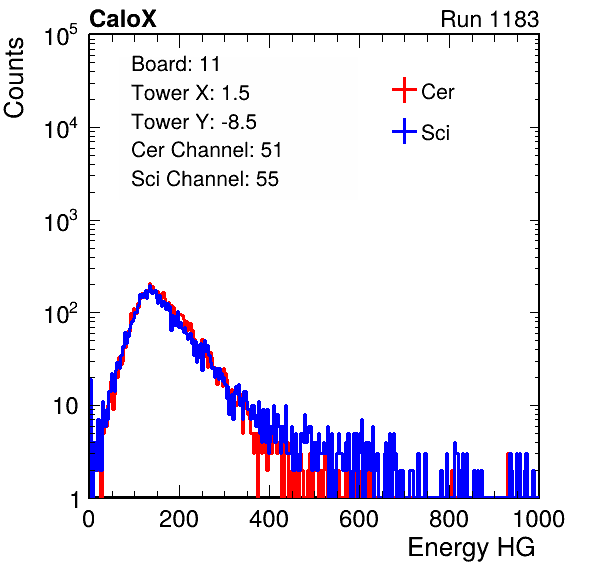 CaloX Run 1183
Counts
10^5
10^4
10^3
10^2
10
1
Board: 11
Tower X: 1.5
Tower Y: -8.5
Cer Channel: 51
Sci Channel: 55
Cer
Sci
0 200 400 600 800 1000
Energy HG